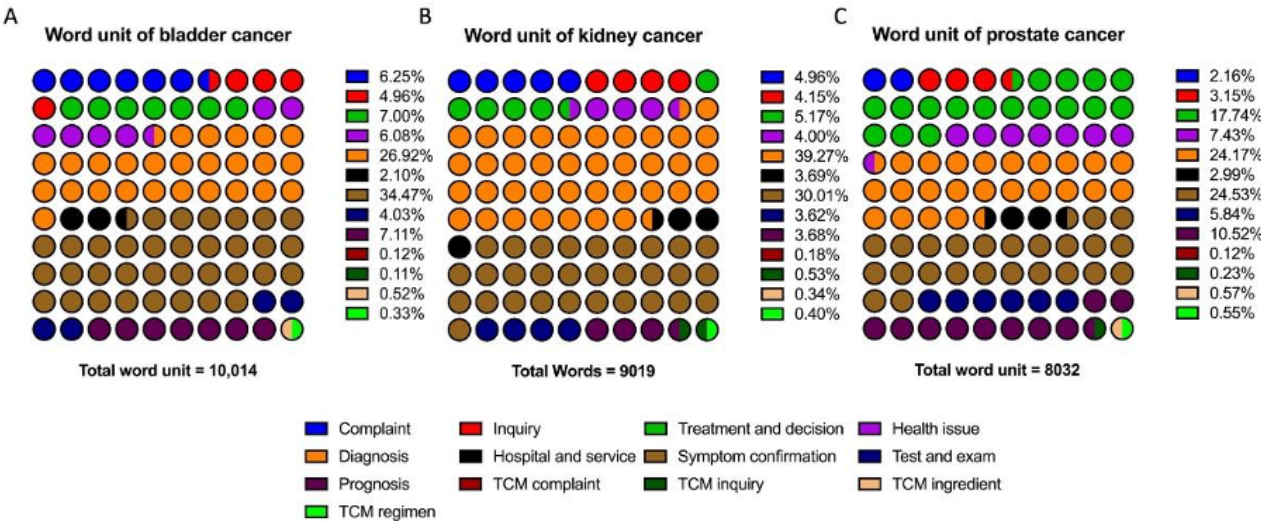 A
B
C
Word unit of bladder cancer
Word unit of kidney cancer
Word unit of prostate cancer
6.25%
4.96%
7.00%
6.08%
26.92%
2.10%
34.47%
4.03%
7.11%
0.12%
0.11%
0.52%
0.33%
4.96%
4.15%
5.17%
4.00%
39.27%
3.69%
30.01%
3.62%
3.68%
0.18%
0.53%
0.34%
0.40%
2.16%
3.15%
17.74%
7.43%
24.17%
2.99%
24.53%
5.84%
10.52%
0.12%
0.23%
0.57%
0.55%
Total word unit = 10,014
Total Words = 9019
Total word unit = 8032
Complaint
Inquiry
Treatment and decision
Health issue
Diagnosis
Hospital and service
Symptom confirmation
Test and exam
Prognosis
TCM complaint
TCM inquiry
TCM ingredient
TCM regimen